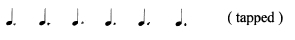 ( tapped )